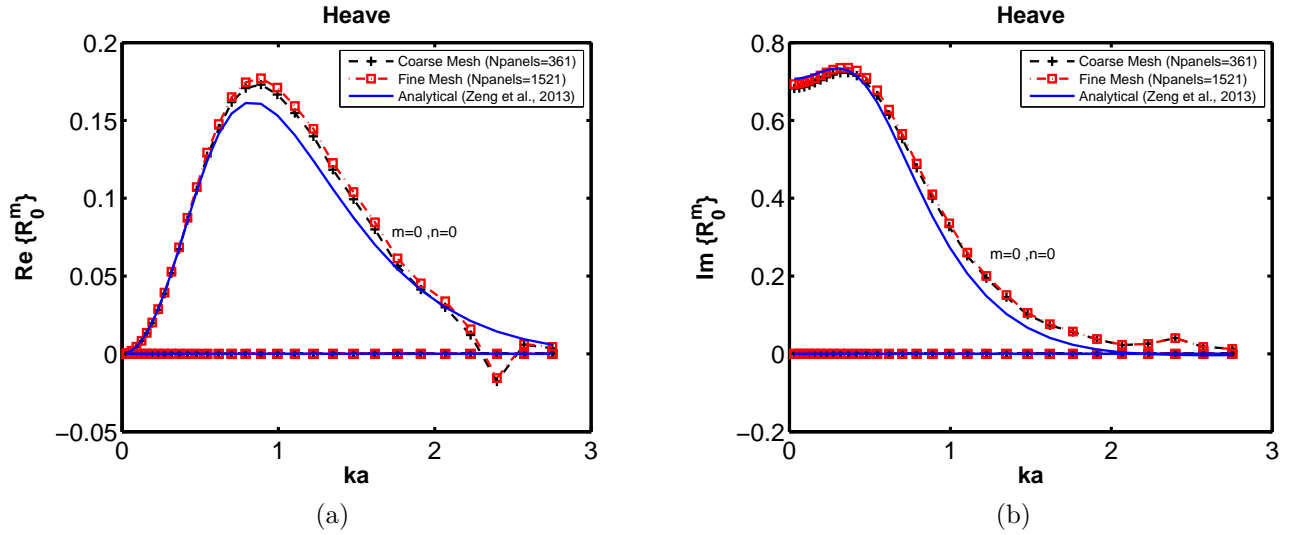 Heave
0.2
0.15
0.1
0.05
0
−0.05
Re {R₀ᵐ}
Coarse Mesh (Npanels=361)
Fine Mesh (Npanels=1521)
Analytical (Zeng et al., 2013)
m=0 ,n=0
0 1 2 3
ka
(a)
Heave
0.8
0.6
0.4
0.2
0
−0.2
Im {R₀ᵐ}
Coarse Mesh (Npanels=361)
Fine Mesh (Npanels=1521)
Analytical (Zeng et al., 2013)
m=0 ,n=0
0 1 2 3
ka
(b)